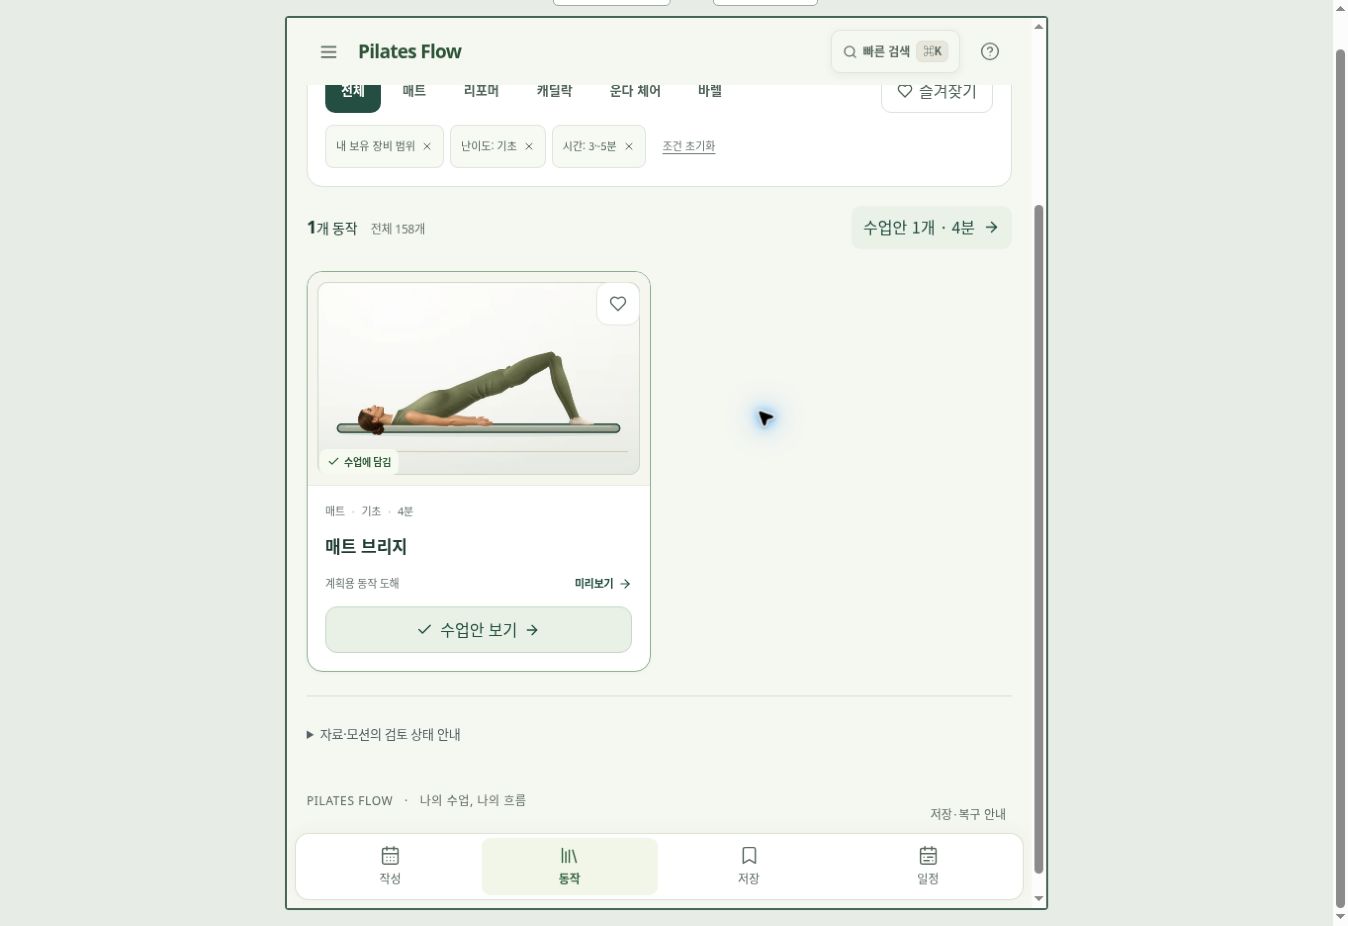 Pilates Flow
빠른 검색 ⌘K
전체 매트 리포머 캐딜락 운다 체어 바렐 즐겨찾기
내 보유 장비 범위 난이도: 기초 시간: 3~5분 조건 초기화
1개 동작 전체 158개 수업안 1개 · 4분 →
수업에 담김
매트 · 기초 · 4분
매트 브리지
계획용 동작 도해 미리보기 →
수업안 보기 →
자료·모션의 검토 상태 안내
PILATES FLOW · 나의 수업, 나의 흐름
저장·복구 안내
작성 동작 저장 일정